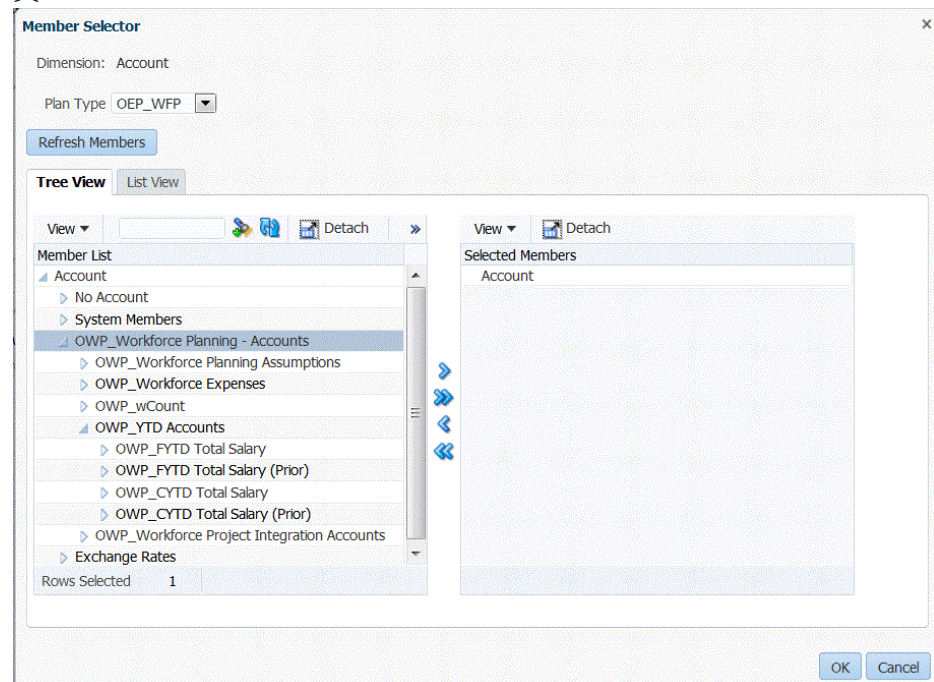 Member Selector
Dimension: Account
Plan Type OEP_WFP
Refresh Members
Tree View List View
View Detach » View Detach
Member List Selected Members
Account Account
No Account
System Members
OWP_Workforce Planning - Accounts
OWP_Workforce Planning Assumptions
OWP_Workforce Expenses
OWP_wCount
OWP_YTD Accounts
OWP_FYTD Total Salary
OWP_FYTD Total Salary (Prior)
OWP_CYTD Total Salary
OWP_CYTD Total Salary (Prior)
OWP_Workforce Project Integration Accounts
Exchange Rates
Rows Selected 1
OK Cancel